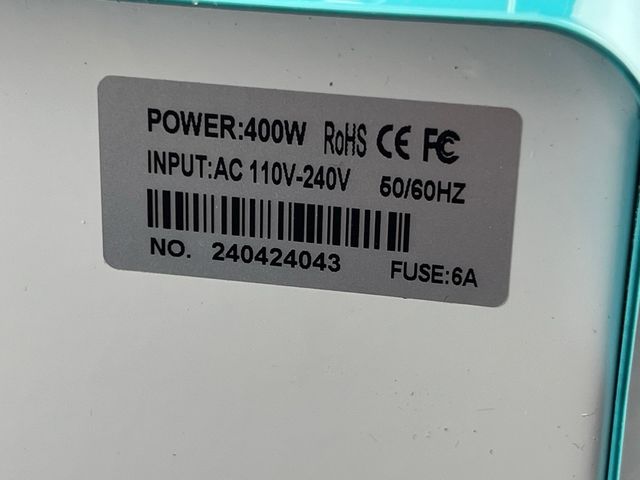 POWER:400W RoHS CE FC
INPUT:AC 110V-240V 50/60HZ
NO. 240424043 FUSE:6A